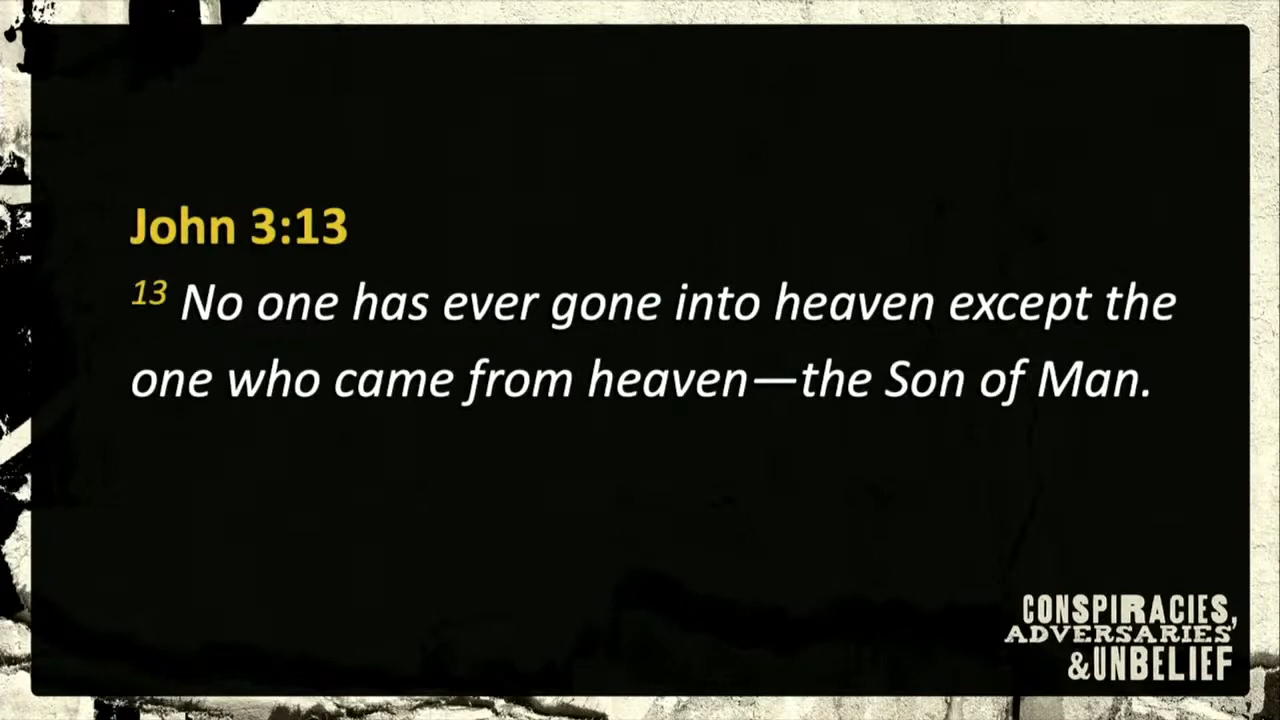 John 3:13
13 No one has ever gone into heaven except the
one who came from heaven—the Son of Man.
CONSPIRACIES,
ADVERSARIES
& UNBELIEF